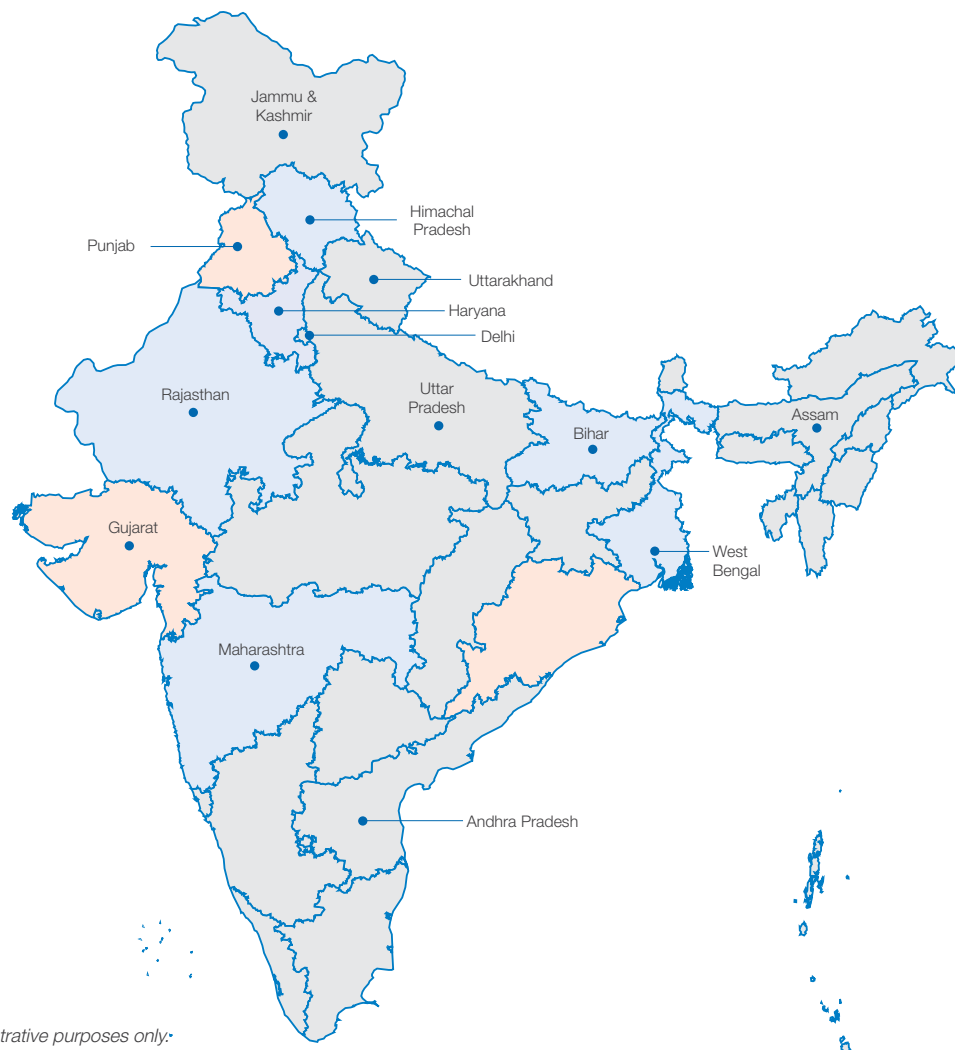 Jammu &
Kashmir
Himachal
Pradesh
Punjab
Uttarakhand
Haryana
Delhi
Rajasthan
Uttar
Pradesh
Assam
Bihar
Gujarat
West
Bengal
Maharashtra
Andhra Pradesh
trative purposes only.